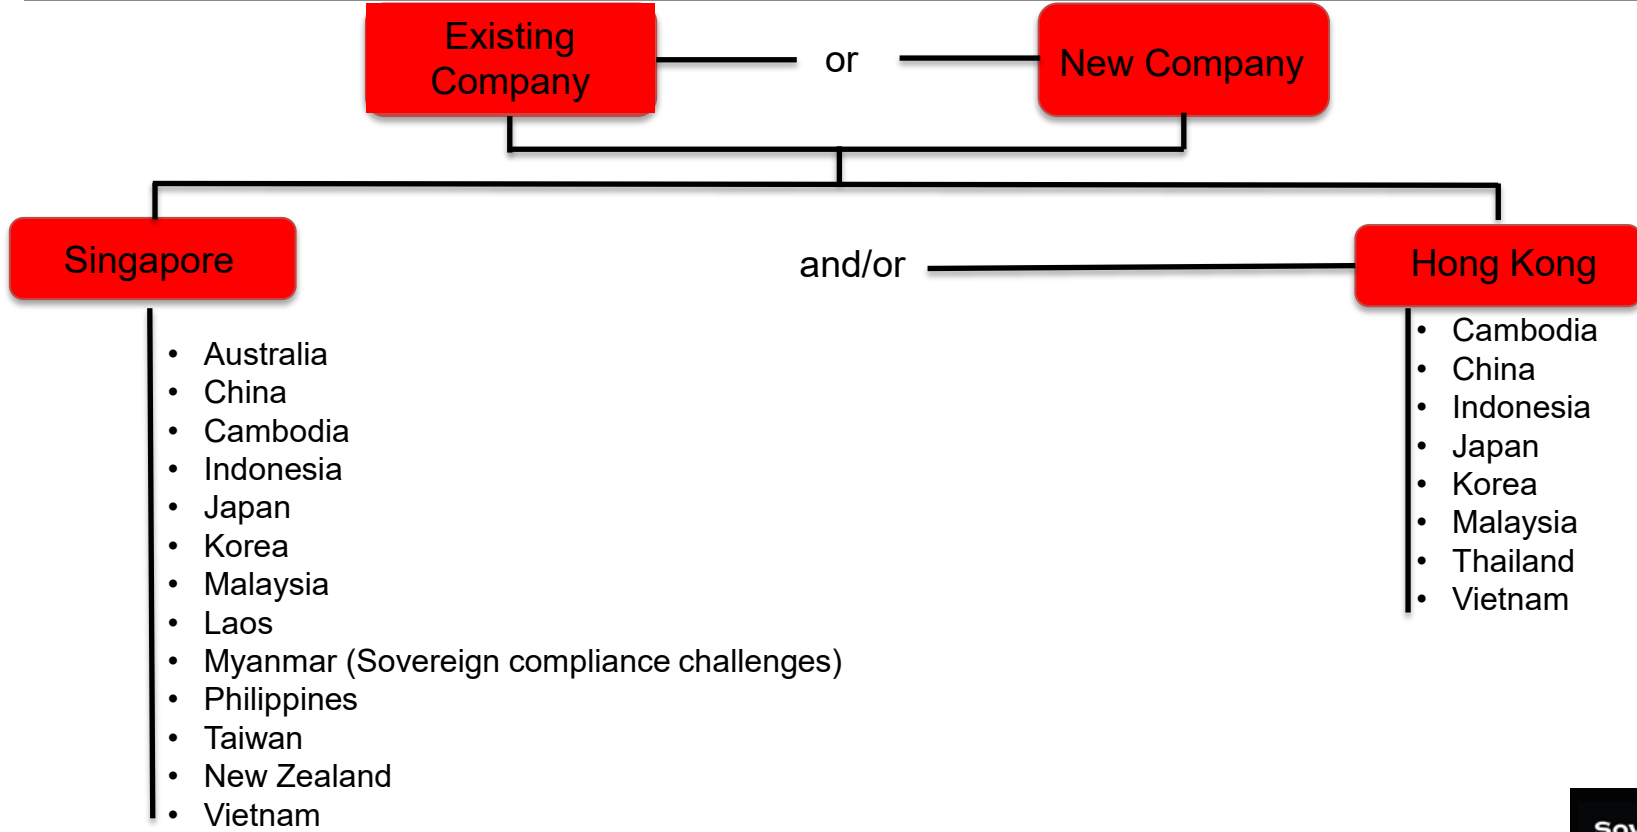 Existing
Company
or
New Company
Singapore
and/or
Hong Kong
• Australia
• China
• Cambodia
• Indonesia
• Japan
• Korea
• Malaysia
• Laos
• Myanmar (Sovereign compliance challenges)
• Philippines
• Taiwan
• New Zealand
• Vietnam
• Cambodia
• China
• Indonesia
• Japan
• Korea
• Malaysia
• Thailand
• Vietnam